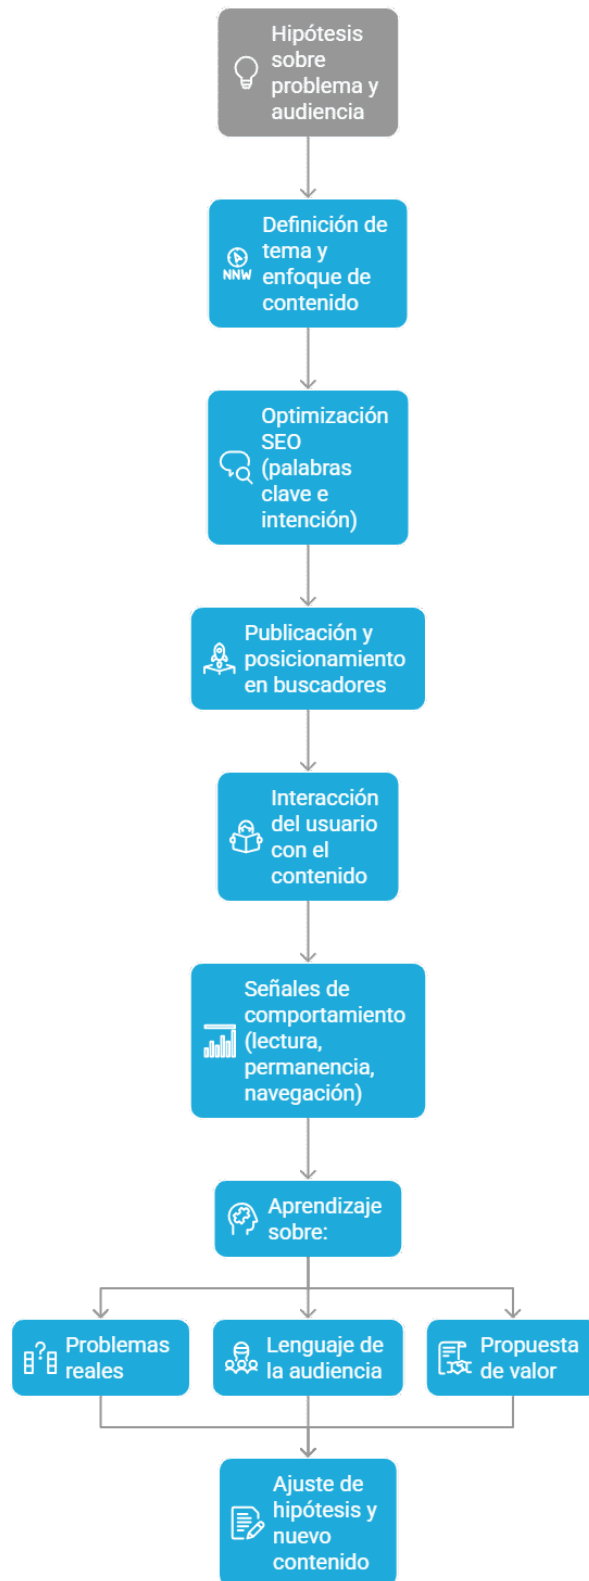 Hipótesis
sobre
problema y
audiencia
Definición de
tema y
enfoque de
contenido
NNW
Optimización
SEO
(palabras
clave e
intención)
Publicación y
posicionamiento
en buscadores
Interacción
del usuario
con el
contenido
Señales de
comportamiento
(lectura,
permanencia,
navegación)
Aprendizaje
sobre:
Problemas
reales
?
Lenguaje de
la audiencia
Propuesta
de valor
Ajuste de
hipótesis y
nuevo
contenido